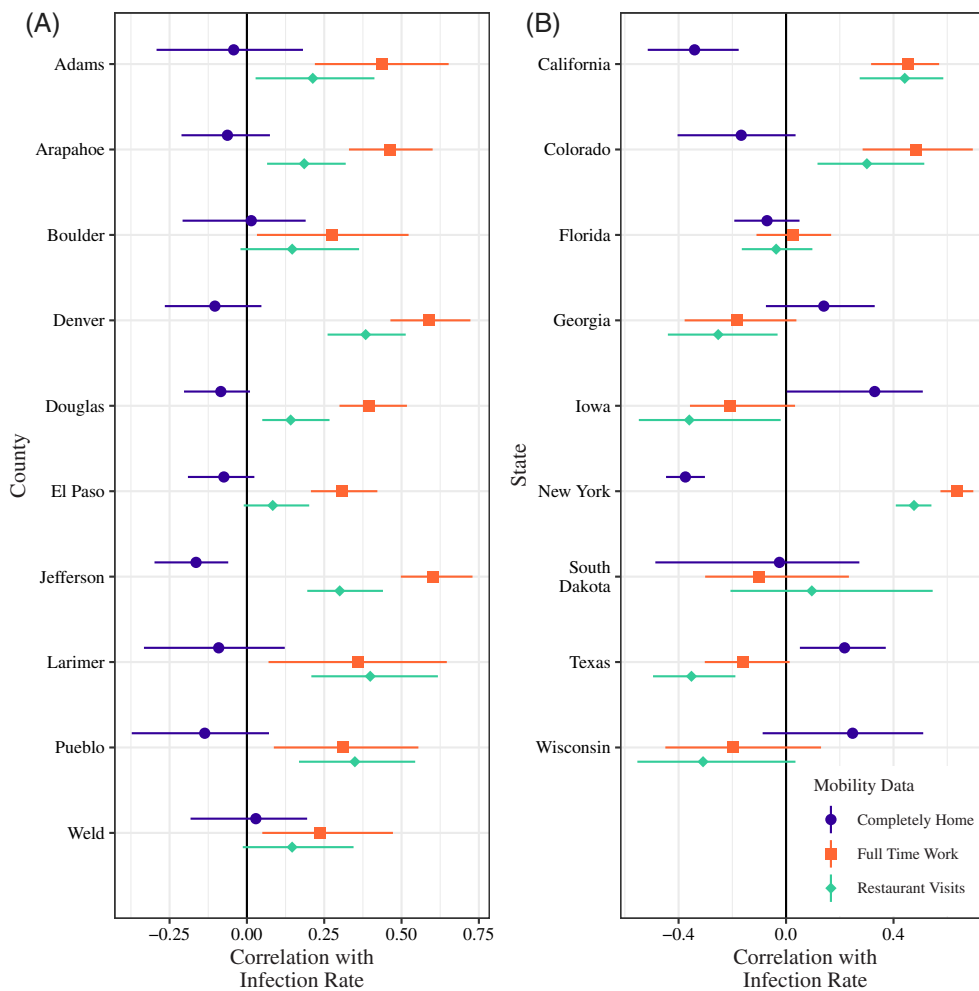 (A)
County
Adams
Arapahoe
Boulder
Denver
Douglas
El Paso
Jefferson
Larimer
Pueblo
Weld
−0.25 0.00 0.25 0.50 0.75
Correlation with
Infection Rate
(B)
State
California
Colorado
Florida
Georgia
Iowa
New York
South
Dakota
Texas
Wisconsin
Mobility Data
Completely Home
Full Time Work
Restaurant Visits
−0.4 0.0 0.4
Correlation with
Infection Rate